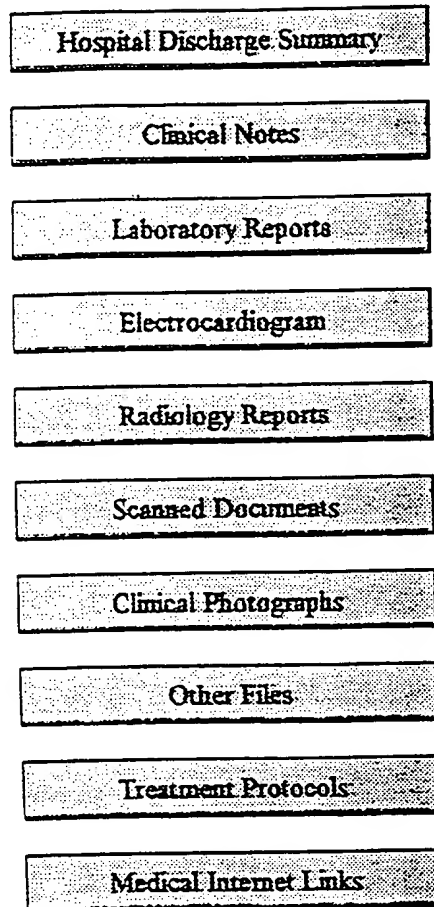 Hospital Discharge Summary
Clinical Notes
Laboratory Reports
Electrocardiogram
Radiology Reports
Scanned Documents
Clinical Photographs
Other Files
Treatment Protocols
Medical Internet Links